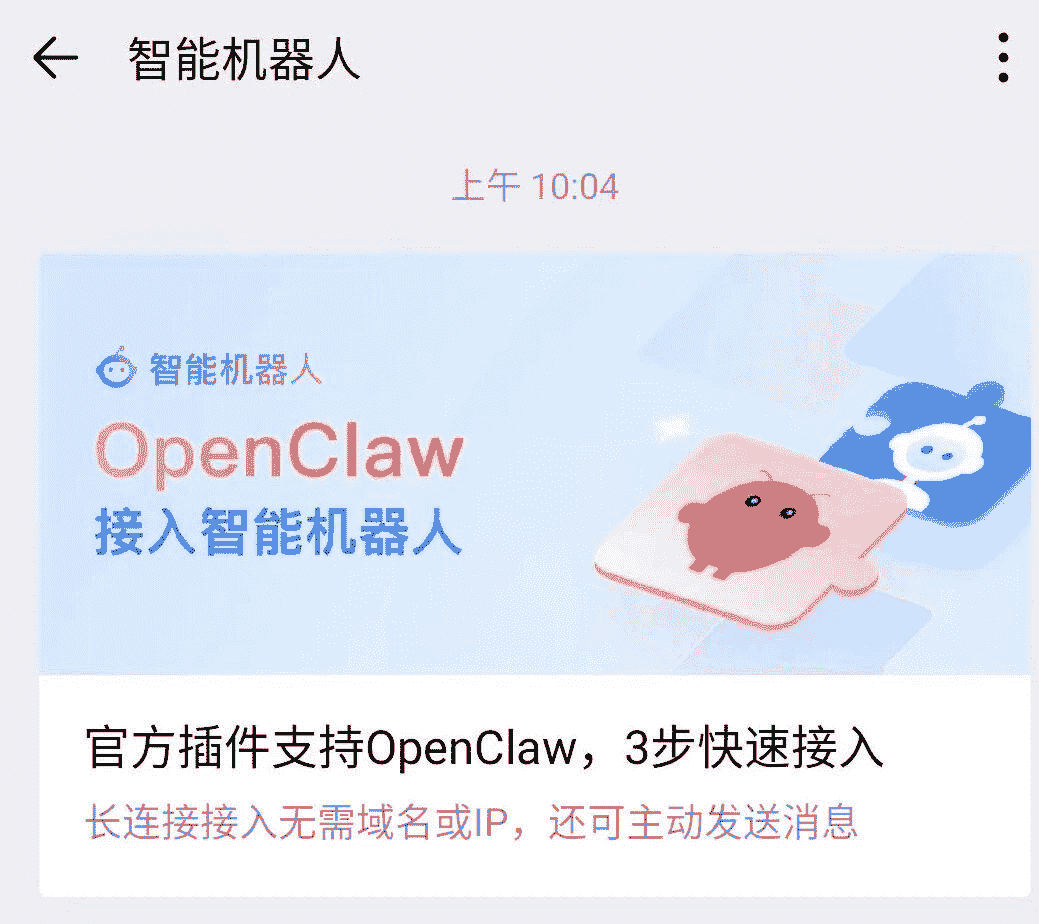 智能机器人
上午 10:04
智能机器人
OpenClaw
接入智能机器人
官方插件支持OpenClaw，3步快速接入
长连接接入无需域名或IP，还可主动发送消息